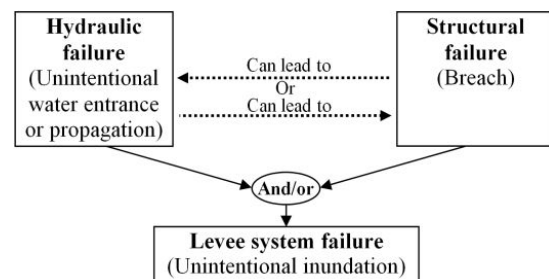 Hydraulic
failure
(Unintentional
water entrance
or propagation)
Can lead to
Or
Can lead to
Structural
failure
(Breach)
And/or
Levee system failure
(Unintentional inundation)